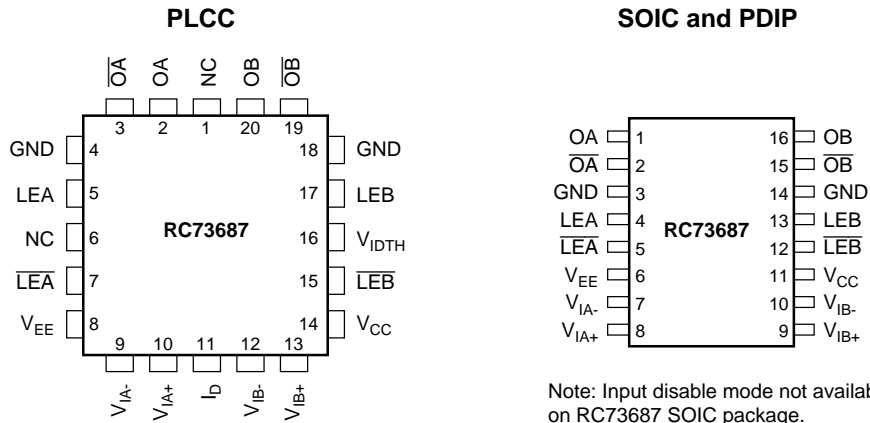 PLCC
SOIC and PDIP
OA
OA
NC
OB
OB
3
2
1
20
19
GND
4
18
GND
LEA
5
17
LEB
NC
6
RC73687
16
VIDTH
LEA
7
15
LEB
VEE
8
14
VCC
9
10
11
12
13
VIA-
VIA+
ID
VIB-
VIB+
OA
1
16
OB
OA
2
15
OB
GND
3
14
GND
LEA
4
13
LEB
RC73687
LEA
5
12
LEB
VEE
6
11
VCC
VIA-
7
10
VIB-
VIA+
8
9
VIB+
Note: Input disable mode not availab
on RC73687 SOIC package.